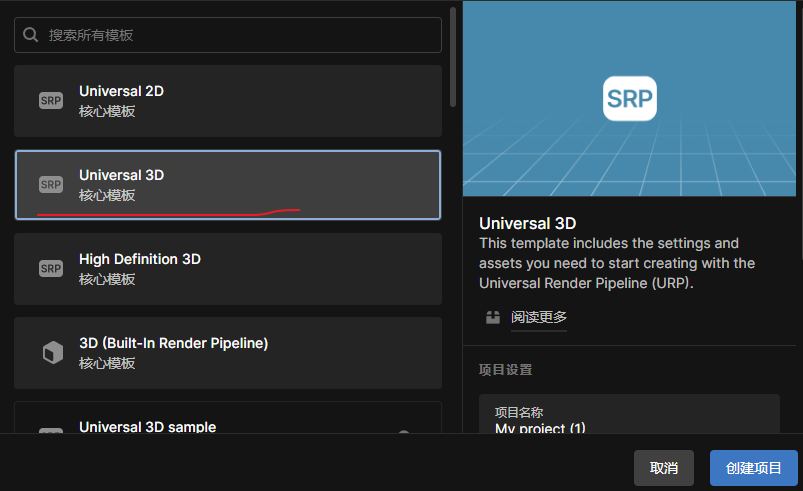 搜索所有模板
SRP
Universal 2D
核心模板
SRP
Universal 3D
核心模板
SRP
High Definition 3D
核心模板
3D (Built-In Render Pipeline)
核心模板
Universal 3D sample
SRP
Universal 3D
This template includes the settings and
assets you need to start creating with the
Universal Render Pipeline (URP).
阅读更多
项目设置
项目名称
My project (1)
取消
创建项目